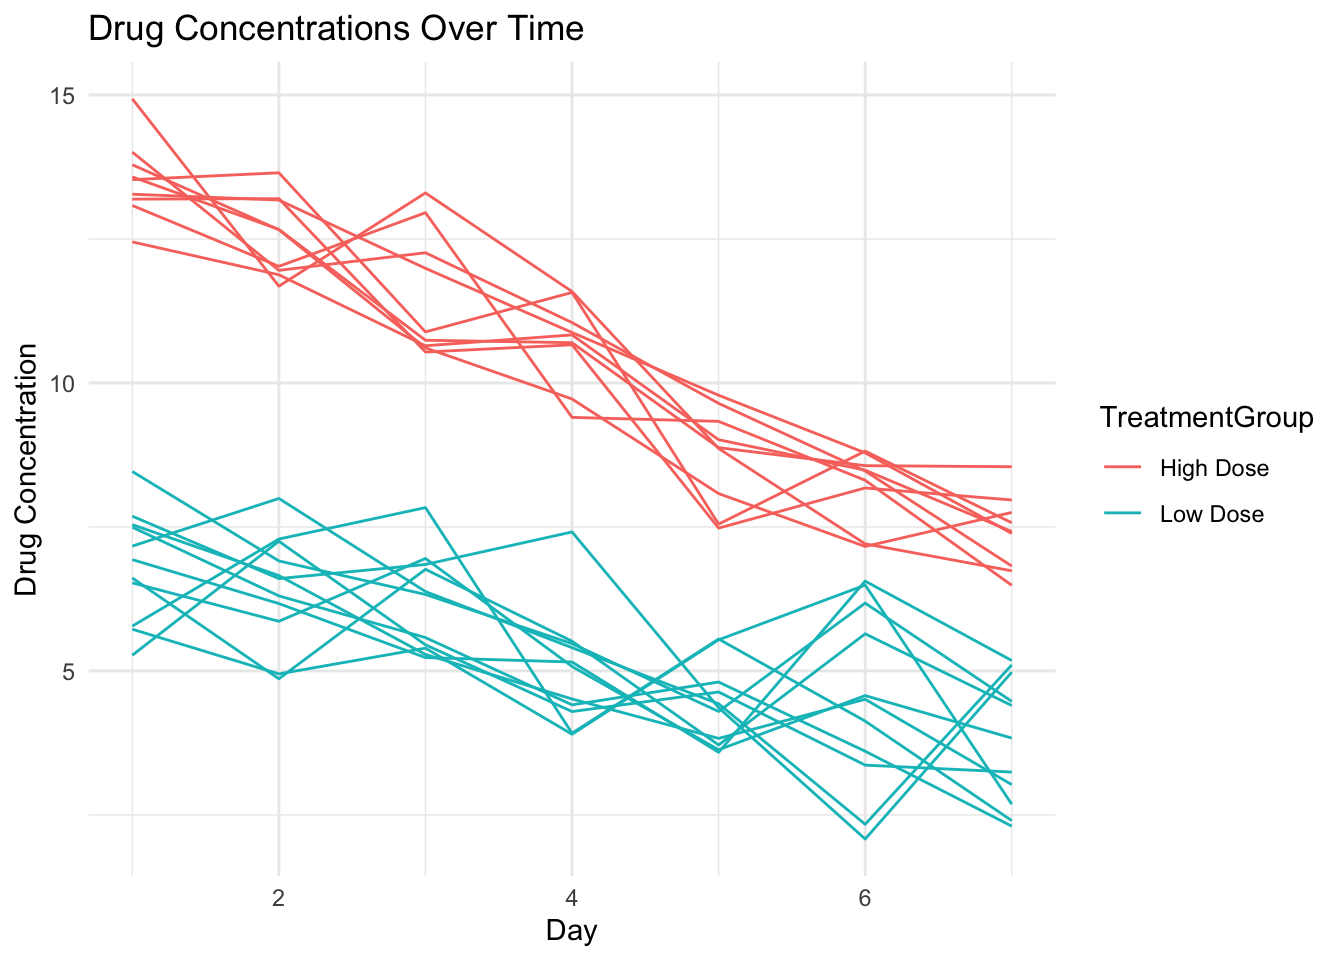 Drug Concentrations Over Time
15
10
5
Drug Concentration
2 4 6
Day
TreatmentGroup
High Dose
Low Dose